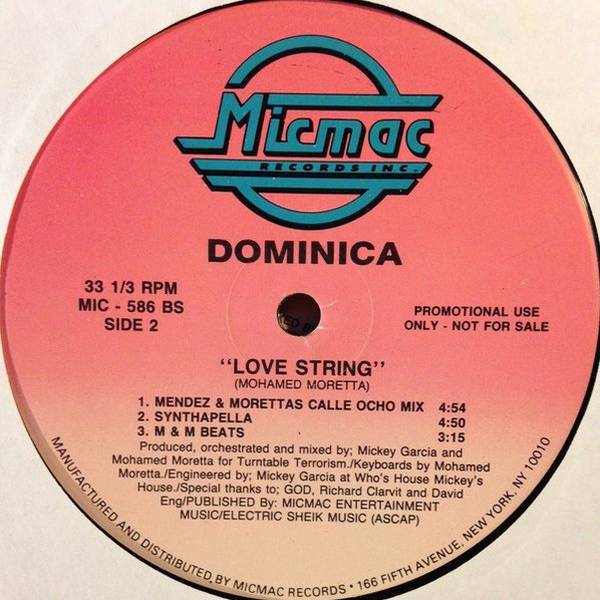 Micmac
RECORDS INC.
DOMINICA
33 1/3 RPM
MIC - 586 BS
SIDE 2
PROMOTIONAL USE
ONLY - NOT FOR SALE
"LOVE STRING"
(MOHAMED MORETTA)
1. MENDEZ & MORETTAS CALLE OCHO MIX 4:54
2. SYNTHAPELLA 4:50
3. M & M BEATS 3:15
Produced, orchestrated and mixed by; Mickey Garcia and
Mohamed Moretta for Turntable Terrorism./Keyboards by Mohamed
Moretta./Engineered by; Mickey Garcia at Who's House Mickey's
House./Special thanks to; GOD, Richard Clarvit and David
Eng/PUBLISHED By: MICMAC ENTERTAINMENT
MUSIC/ELECTRIC SHEIK MUSIC (ASCAP)
MANUFACTURED AND DISTRIBUTED BY MICMAC RECORDS • 166 FIFTH AVENUE, NEW YORK, NY 10010